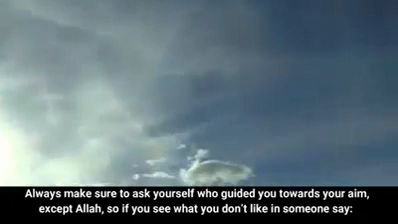 Always make sure to ask yourself who guided you towards your aim,
except Allah, so if you see what you don't like in someone say: